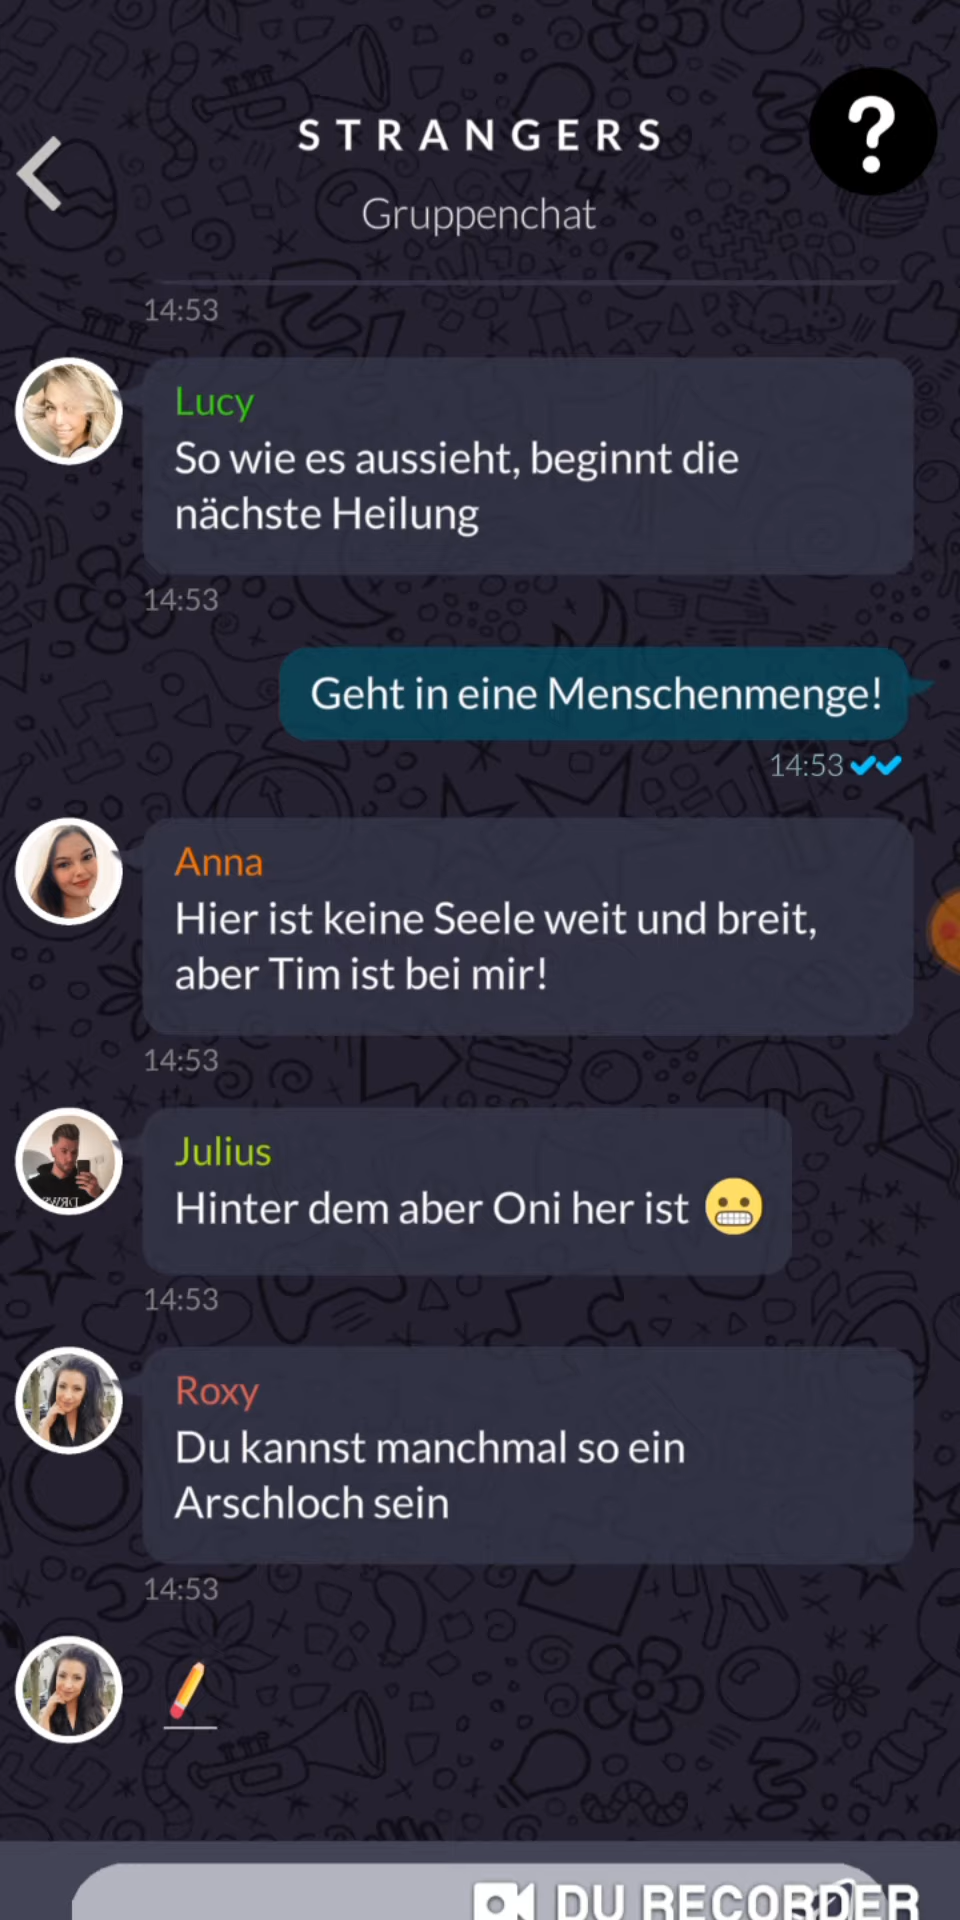 STRANGERS
Gruppenchat
14:53
Lucy
So wie es aussieht, beginnt die
nächste Heilung
14:53
Geht in eine Menschenmenge!
14:53
Anna
Hier ist keine Seele weit und breit,
aber Tim ist bei mir!
14:53
Julius
Hinter dem aber Oni her ist 😬
14:53
Roxy
Du kannst manchmal so ein
Arschloch sein
14:53
DU RECORDER